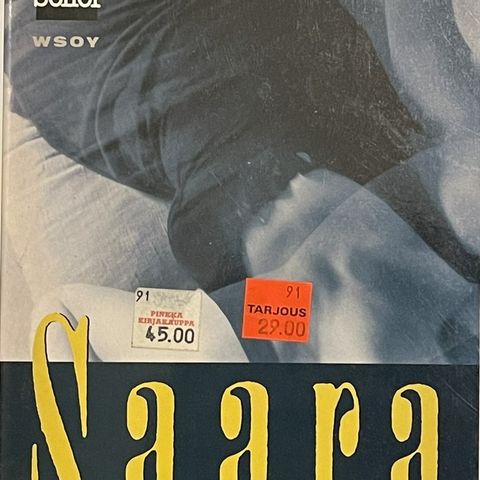 WSOY
91
PINKKA
KIRJAKAUPPA
45.00
91
TARJOUS
29.00
Saara